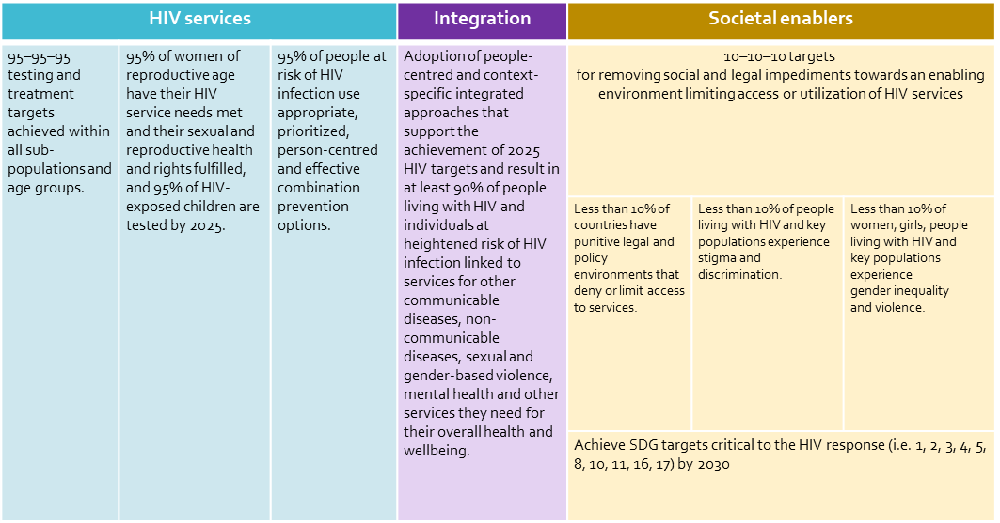 HIV services
Integration
Societal enablers
95–95–95
testing and
treatment
targets
achieved within
all sub-
populations and
age groups.
95% of women of
reproductive age
have their HIV
service needs met
and their sexual and
reproductive health
and rights fulfilled,
and 95% of HIV-
exposed children are
tested by 2025.
95% of people at
risk of HIV
infection use
appropriate,
prioritized,
person-centred
and effective
combination
prevention
options.
Adoption of people-
centred and context-
specific integrated
approaches that
support the
achievement of 2025
HIV targets and result in
at least 90% of people
living with HIV and
individuals at
heightened risk of HIV
infection linked to
services for other
communicable
diseases, non-
communicable
diseases, sexual and
gender-based violence,
mental health and other
services they need for
their overall health and
wellbeing.
10–10–10 targets
for removing social and legal impediments towards an enabling
environment limiting access or utilization of HIV services
Less than 10% of
countries have
punitive legal and
policy
environments that
deny or limit access
to services.
Less than 10% of people
living with HIV and key
populations experience
stigma and
discrimination.
Less than 10% of
women, girls, people
living with HIV and
key populations
experience
gender inequality
and violence.
Achieve SDG targets critical to the HIV response (i.e. 1, 2, 3, 4, 5,
8, 10, 11, 16, 17) by 2030